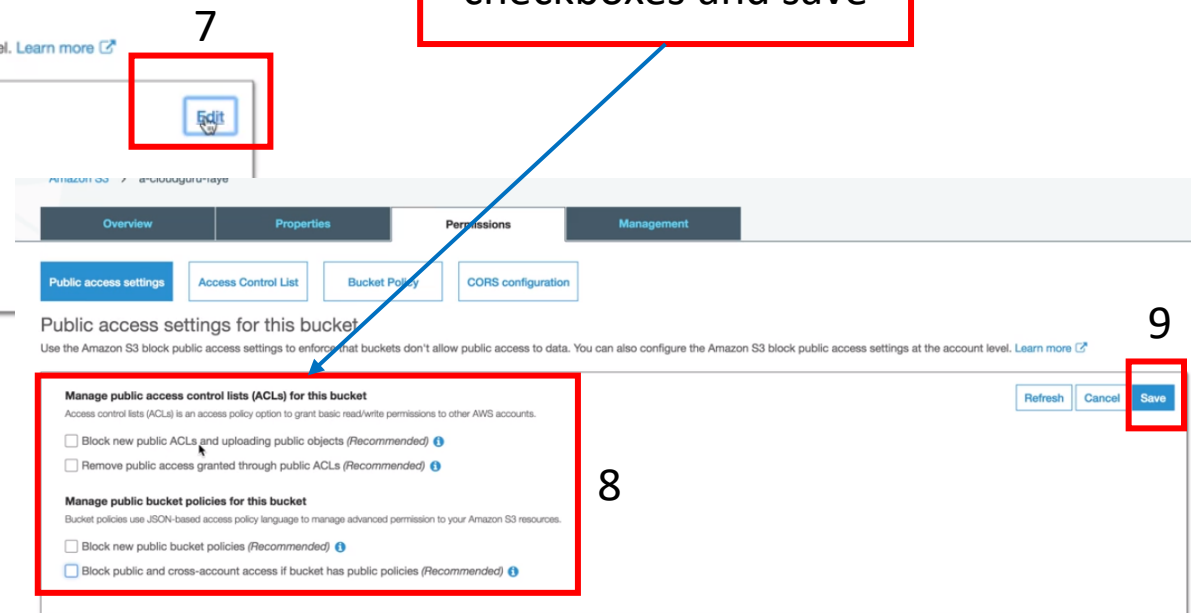 checkboxes and save
7
el. Learn more
Edit
Amazon S3 > a-cloudguru-faye
Overview Properties Permissions Management
Public access settings Access Control List Bucket Policy CORS configuration
Public access settings for this bucket
Use the Amazon S3 block public access settings to enforce that buckets don't allow public access to data. You can also configure the Amazon S3 block public access settings at the account level. Learn more
9
Manage public access control lists (ACLs) for this bucket
Refresh Cancel Save
Access control lists (ACLs) is an access policy option to grant basic read/write permissions to other AWS accounts.
Block new public ACLs and uploading public objects (Recommended)
Remove public access granted through public ACLs (Recommended)
8
Manage public bucket policies for this bucket
Bucket policies use JSON-based access policy language to manage advanced permission to your Amazon S3 resources.
Block new public bucket policies (Recommended)
Block public and cross-account access if bucket has public policies (Recommended)